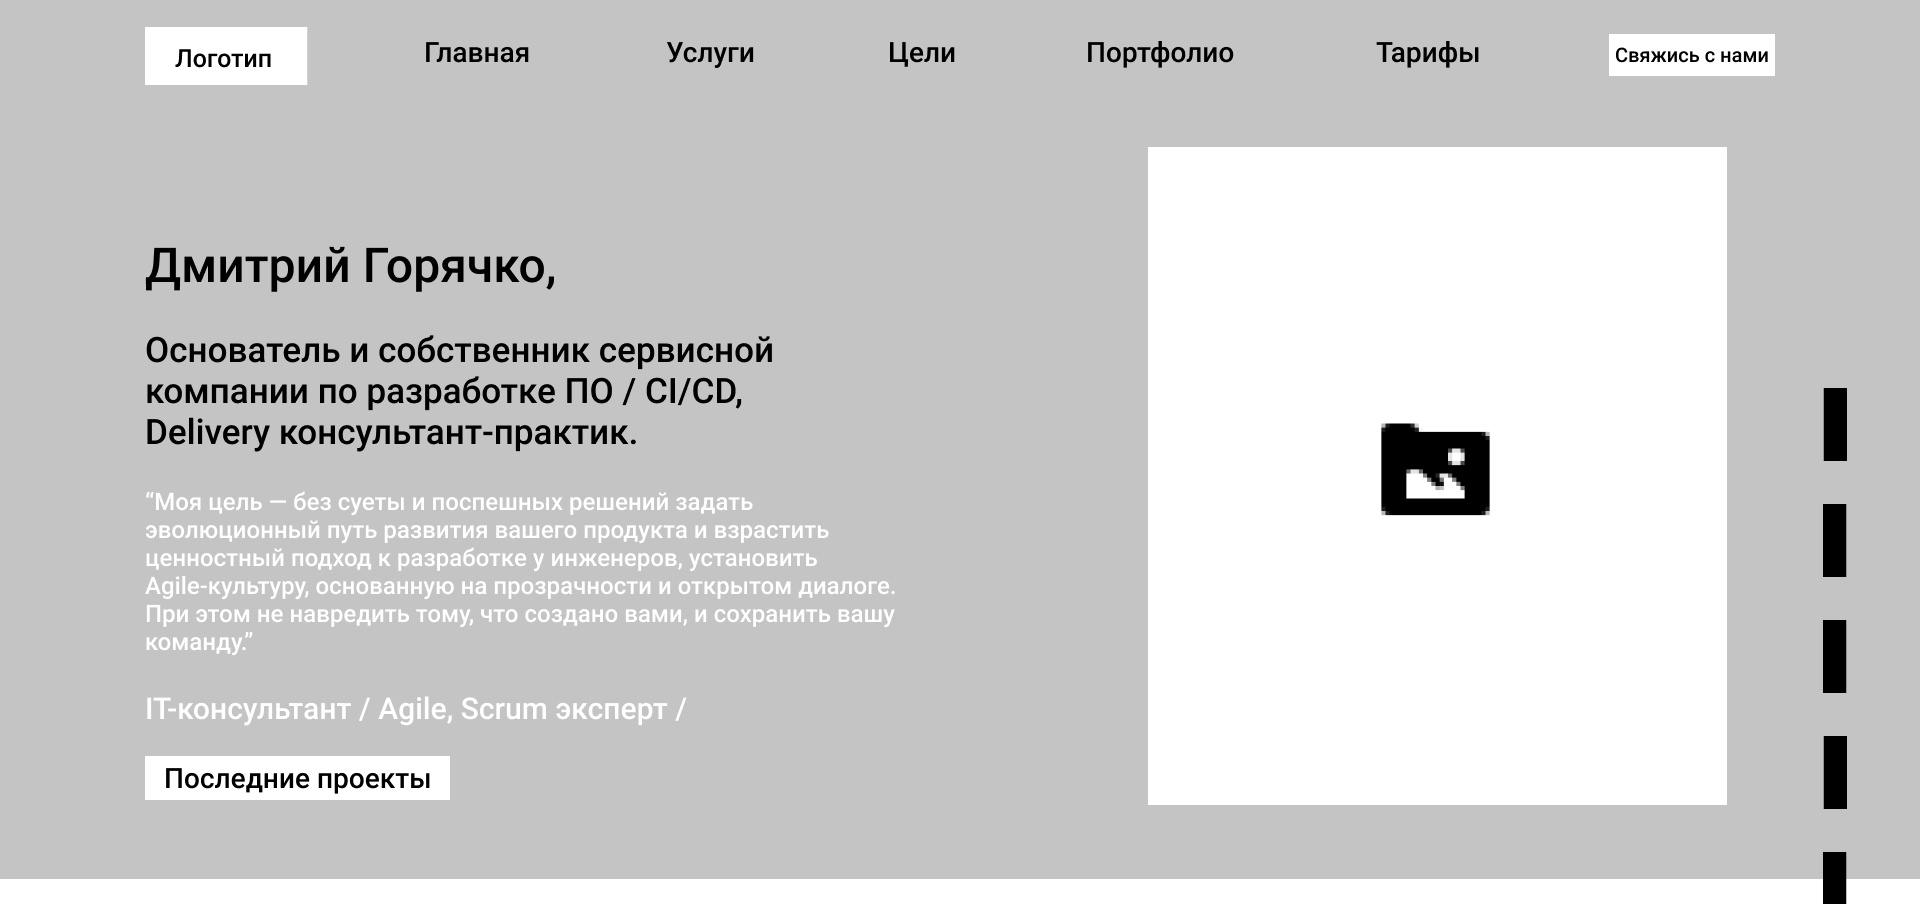 Логотип
Главная
Услуги
Цели
Портфолио
Тарифы
Свяжись с нами
Дмитрий Горячко,
Основатель и собственник сервисной
компании по разработке ПО / CI/CD,
Delivery консультант-практик.
“Моя цель — без суеты и поспешных решений задать
эволюционный путь развития вашего продукта и взрастить
ценностный подход к разработке у инженеров, установить
Agile-культуру, основанную на прозрачности и открытом диалоге.
При этом не навредить тому, что создано вами, и сохранить вашу
команду.”
IT-консультант / Agile, Scrum эксперт /
Последние проекты